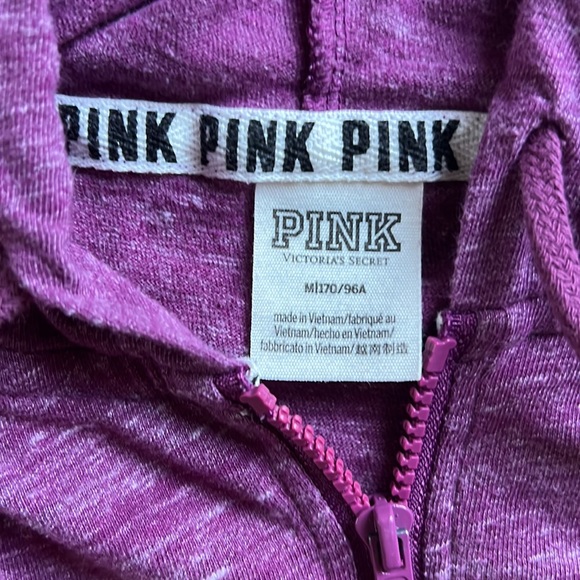 PINK PINK PINK
PINK
VICTORIA'S SECRET
M|170/96A
made in Vietnam/fabriqué au
Vietnam/hecho en Vietnam/
fabbricato in Vietnam/越南制造